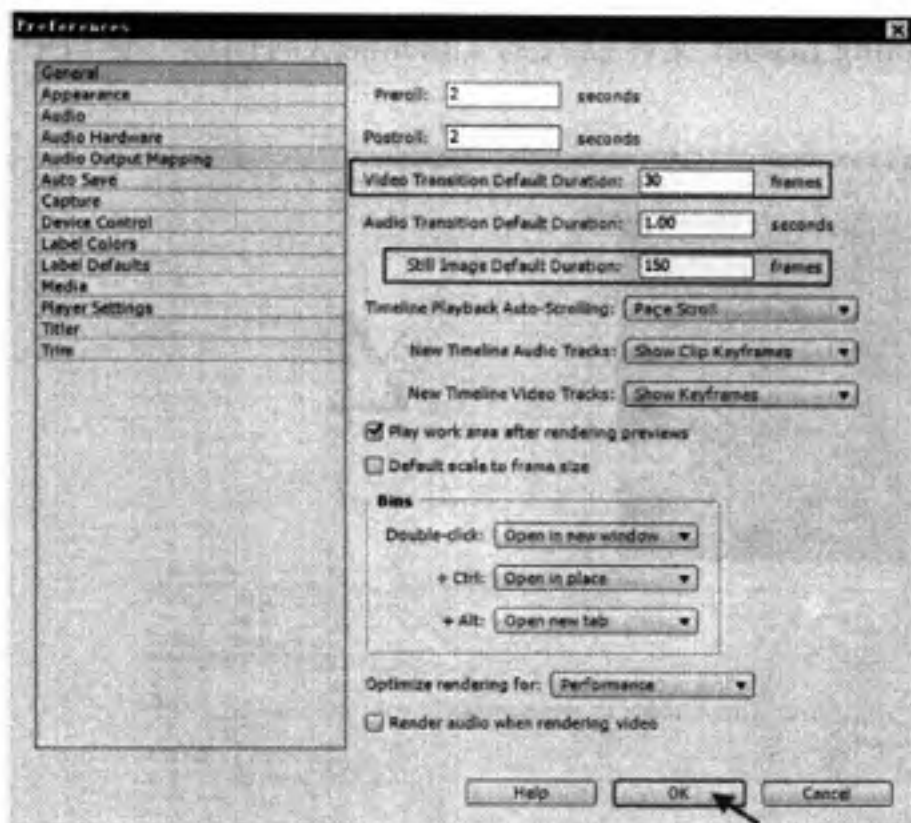 Preferences
General
Appearance
Audio
Audio Hardware
Audio Output Mapping
Auto Save
Capture
Device Control
Label Colors
Label Defaults
Media
Player Settings
Titler
Trim
Preroll: 2 seconds
Postroll: 2 seconds
Video Transition Default Duration: 30 frames
Audio Transition Default Duration: 1.00 seconds
Still Image Default Duration: 150 frames
Timeline Playback Auto-Scrolling: Page Scroll
New Timeline Audio Tracks: Show Clip Keyframes
New Timeline Video Tracks: Show Keyframes
Play work area after rendering previews
Default scale to frame size
Bins
Double-click: Open in new window
+ Ctrl: Open in place
+ Alt: Open new tab
Optimize rendering for: Performance
Render audio when rendering video
Help OK Cancel